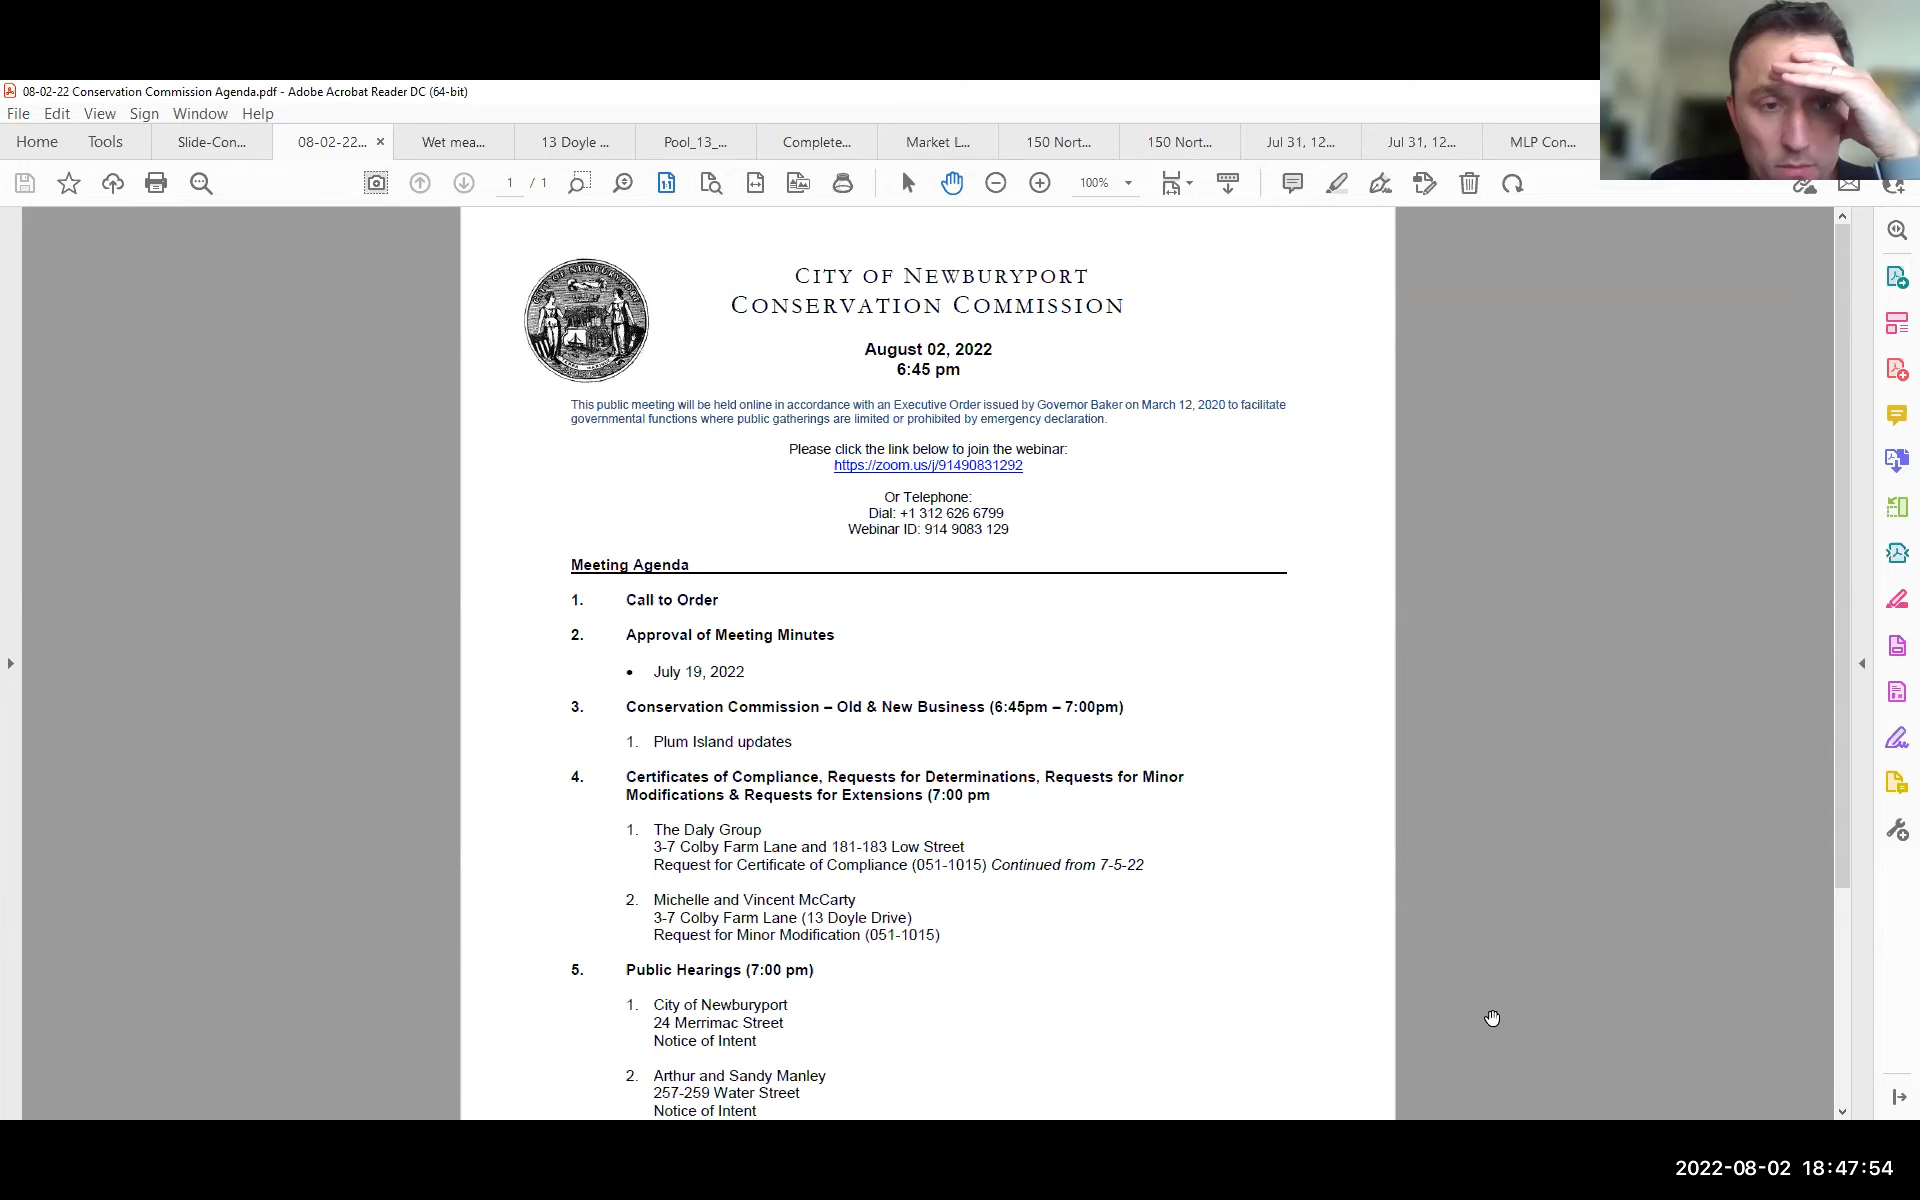 08-02-22 Conservation Commission Agenda.pdf - Adobe Acrobat Reader DC (64-bit)
File Edit View Sign Window Help
Home Tools Slide-Con... 08-02-22... × Wet mea... 13 Doyle ... Pool_13_... Complete... Market L... 150 Nort... 150 Nort... Jul 31, 12... Jul 31, 12... MLP Con...
1 / 1 100%
CITY OF NEWBURYPORT
CONSERVATION COMMISSION
August 02, 2022
6:45 pm
This public meeting will be held online in accordance with an Executive Order issued by Governor Baker on March 12, 2020 to facilitate
governmental functions where public gatherings are limited or prohibited by emergency declaration.
Please click the link below to join the webinar:
https://zoom.us/j/91490831292
Or Telephone:
Dial: +1 312 626 6799
Webinar ID: 914 9083 129
Meeting Agenda
1. Call to Order
2. Approval of Meeting Minutes
• July 19, 2022
3. Conservation Commission – Old & New Business (6:45pm – 7:00pm)
1. Plum Island updates
4. Certificates of Compliance, Requests for Determinations, Requests for Minor
Modifications & Requests for Extensions (7:00 pm
1. The Daly Group
3-7 Colby Farm Lane and 181-183 Low Street
Request for Certificate of Compliance (051-1015) Continued from 7-5-22
2. Michelle and Vincent McCarty
3-7 Colby Farm Lane (13 Doyle Drive)
Request for Minor Modification (051-1015)
5. Public Hearings (7:00 pm)
1. City of Newburyport
24 Merrimac Street
Notice of Intent
2. Arthur and Sandy Manley
257-259 Water Street
Notice of Intent
2022-08-02 18:47:54